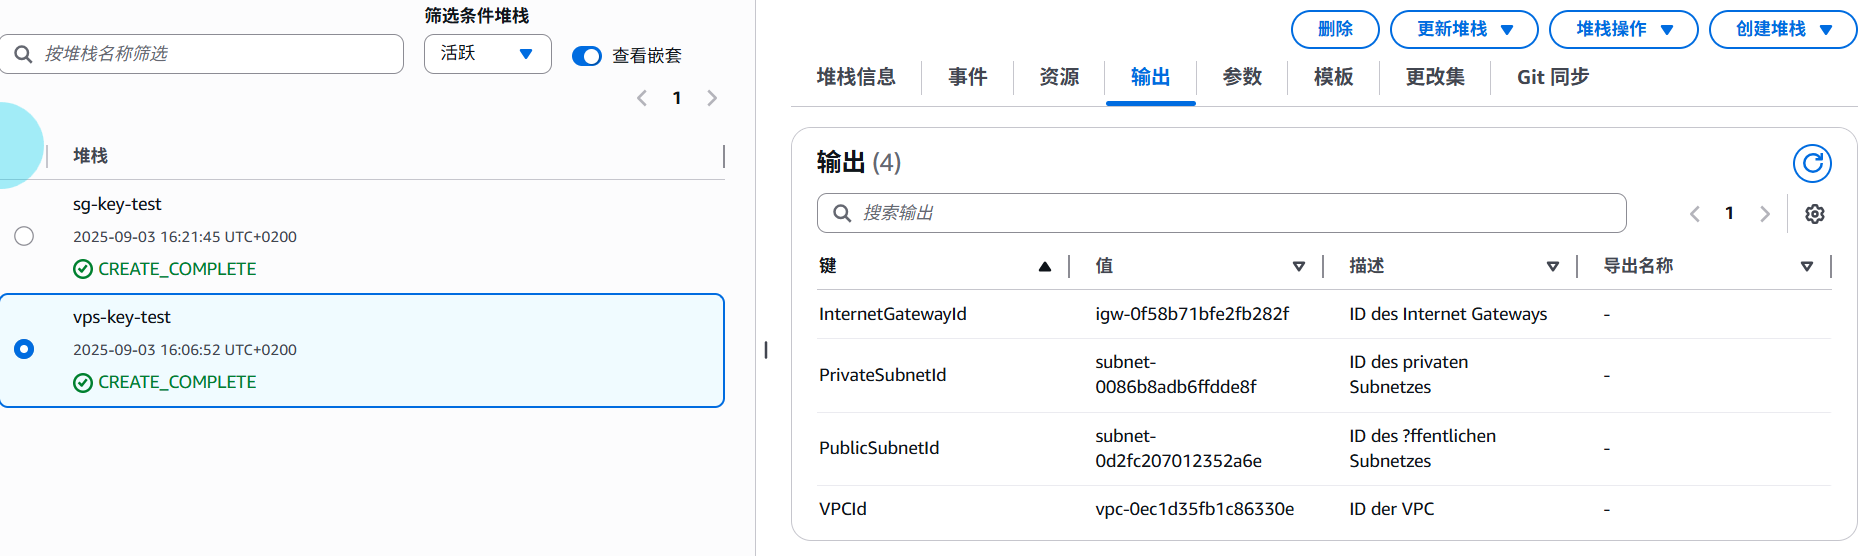 筛选条件堆栈
按堆栈名称筛选
活跃
查看嵌套
1
堆栈
sg-key-test
2025-09-03 16:21:45 UTC+0200
CREATE_COMPLETE
vps-key-test
2025-09-03 16:06:52 UTC+0200
CREATE_COMPLETE
删除 更新堆栈 堆栈操作 创建堆栈
堆栈信息 事件 资源 输出 参数 模板 更改集 Git 同步
输出 (4)
搜索输出
1
键 值 描述 导出名称
InternetGatewayId igw-0f58b71bfe2fb282f ID des Internet Gateways -
PrivateSubnetId subnet-0086b8adb6ffdde8f ID des privaten Subnetzes -
PublicSubnetId subnet-0d2fc207012352a6e ID des ?ffentlichen Subnetzes -
VPCId vpc-0ec1d35fb1c86330e ID der VPC -